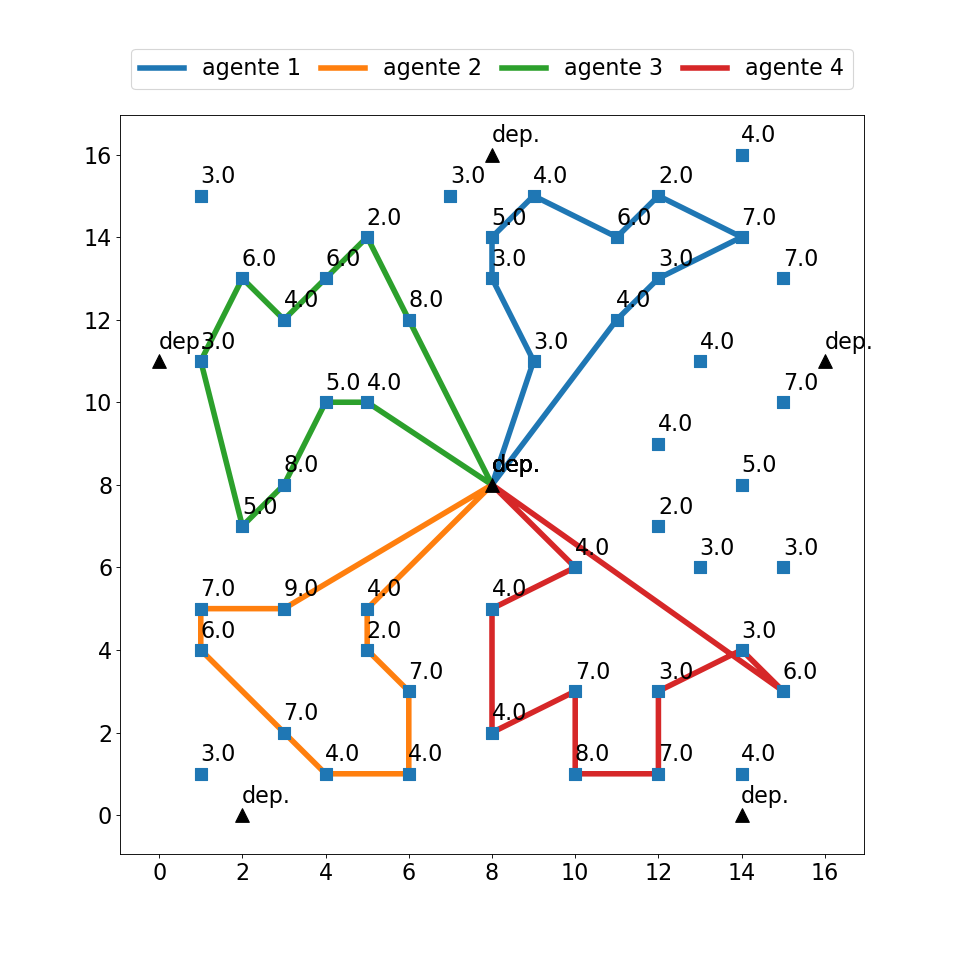 agente 1 agente 2 agente 3 agente 4
dep. 4.0
16
3.0 3.0 4.0 2.0
2.0 5.0 6.0 7.0
14
6.0 6.0 3.0 3.0 7.0
4.0 8.0 4.0
12
dep. 3.0 3.0 4.0 dep.
5.0 4.0 7.0
10
4.0
8.0 dep. 5.0
8
5.0 2.0
4.0 3.0 3.0
6
7.0 9.0 4.0 4.0
6.0 2.0 3.0
4
7.0 7.0 3.0 6.0
7.0 4.0
2
3.0 4.0 4.0 8.0 7.0 4.0
dep. dep.
0
0 2 4 6 8 10 12 14 16